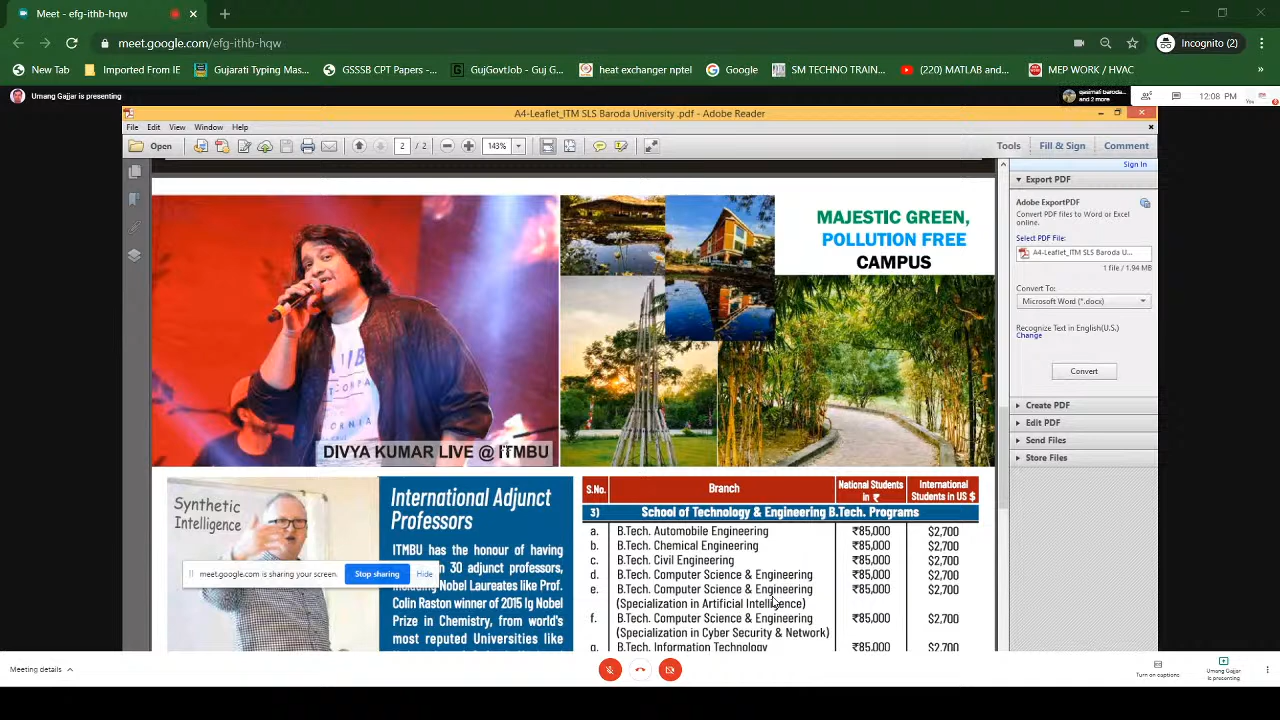 Meet - efg-ithb-hqw
meet.google.com/efg-ithb-hqw
Incognito (2)
New Tab
Imported From IE
Gujarati Typing Mas...
GSSSB CPT Papers -...
GujGovtJob - Guj G...
heat exchanger nptel
Google
SM TECHNO TRAIN...
(220) MATLAB and...
MEP WORK / HVAC
»
Umang Gajjar is presenting
and 2 more
12:08 PM
You
A4-Leaflet_ITM SLS Baroda University .pdf - Adobe Reader
File Edit View Window Help
Open
2 / 2
143%
Tools
Fill & Sign
Comment
Sign In
Export PDF
Adobe ExportPDF
Convert PDF files to Word or Excel
online.
Select PDF File:
A4-Leaflet_ITM SLS Baroda U...
1 file / 1.94 MB
Convert To:
Microsoft Word (*.docx)
Recognize Text in English(U.S.)
Change
Convert
Create PDF
Edit PDF
Send Files
Store Files
MAJESTIC GREEN,
POLLUTION FREE
CAMPUS
DIVYA KUMAR LIVE @ ITMBU
Synthetic
Intelligence
International Adjunct
Professors
ITMBU has the honour of having
30 adjunct professors,
Nobel Laureates like Prof.
Colin Raston winner of 2015 Ig Nobel
Prize in Chemistry, from world's
most reputed Universities like
meet.google.com is sharing your screen.
Stop sharing
Hide
S.No. Branch National Students in ₹ International Students in US $
3) School of Technology & Engineering B.Tech. Programs
a. B.Tech. Automobile Engineering ₹85,000 $2,700
b. B.Tech. Chemical Engineering ₹85,000 $2,700
c. B.Tech. Civil Engineering ₹85,000 $2,700
d. B.Tech. Computer Science & Engineering ₹85,000 $2,700
e. B.Tech. Computer Science & Engineering ₹85,000 $2,700
(Specialization in Artificial Intelligence)
f. B.Tech. Computer Science & Engineering ₹85,000 $2,700
(Specialization in Cyber Security & Network)
g. B.Tech. Information Technology ₹85,000 $2,700
Meeting details
Turn on captions
Umang Gajjar
is presenting